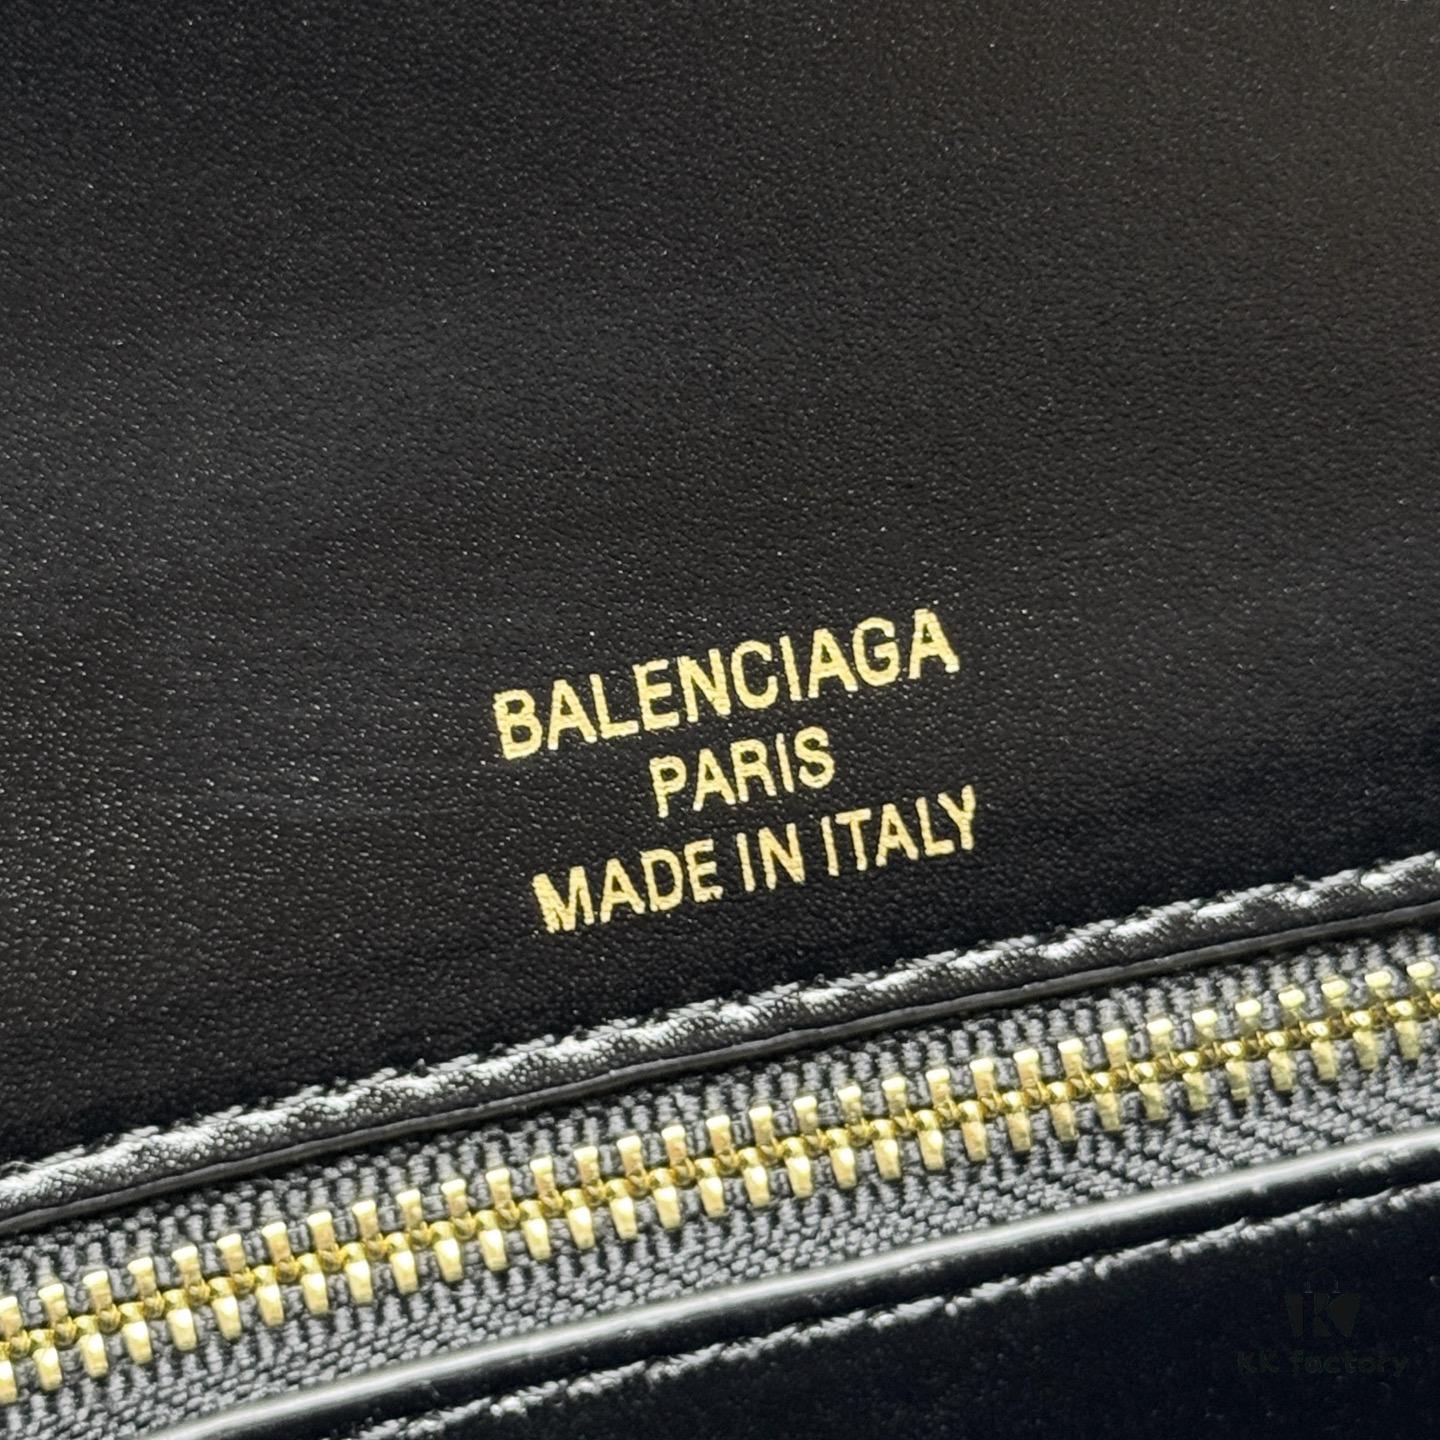 BALENCIAGA
PARIS
MADE IN ITALY
K
KK factory